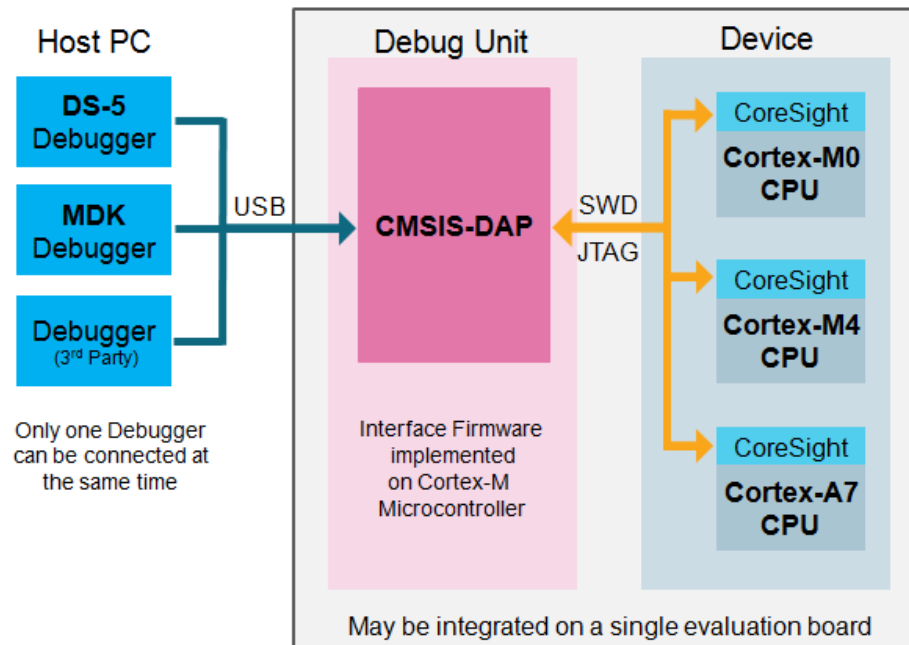 Host PC
DS-5
Debugger
MDK
Debugger
Debugger
(3rd Party)
Only one Debugger
can be connected at
the same time
USB
Debug Unit
CMSIS-DAP
Interface Firmware
implemented
on Cortex-M
Microcontroller
SWD
JTAG
Device
CoreSight
Cortex-M0
CPU
CoreSight
Cortex-M4
CPU
CoreSight
Cortex-A7
CPU
May be integrated on a single evaluation board